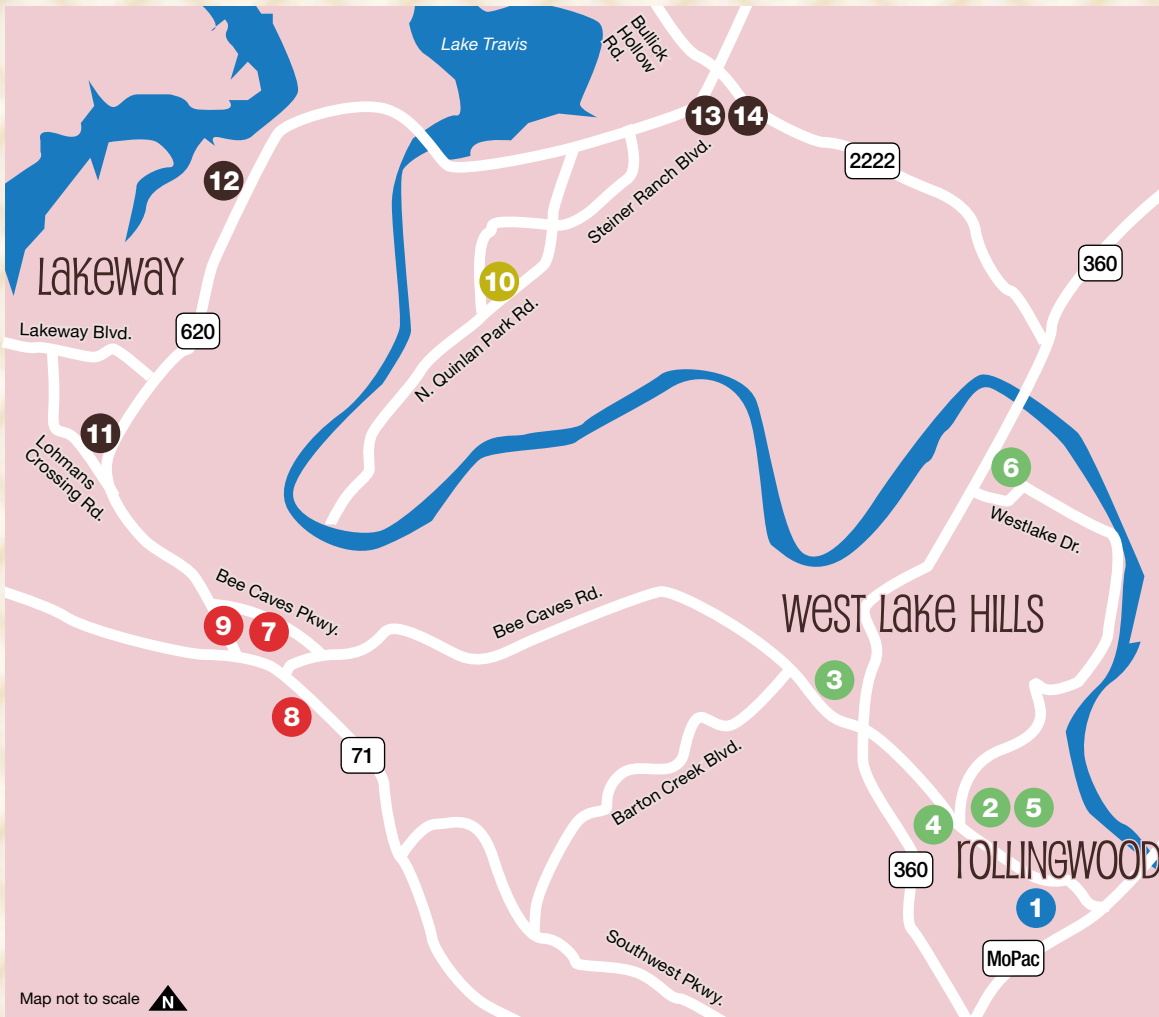 Lake Travis
Bullick
Hollow
Rd.
13
14
2222
12
Steiner Ranch Blvd.
LAKEWAY
360
10
Lakeway Blvd.
620
N. Quinlan Park Rd.
11
Lohmans
Crossing Rd.
6
Westlake Dr.
Bee Caves Pkwy.
Bee Caves Rd.
WEST LAKE HILLS
9
7
3
8
71
Barton Creek Blvd.
2
5
4
ROLLINGWOOD
360
1
Southwest Pkwy.
MoPac
Map not to scale
N